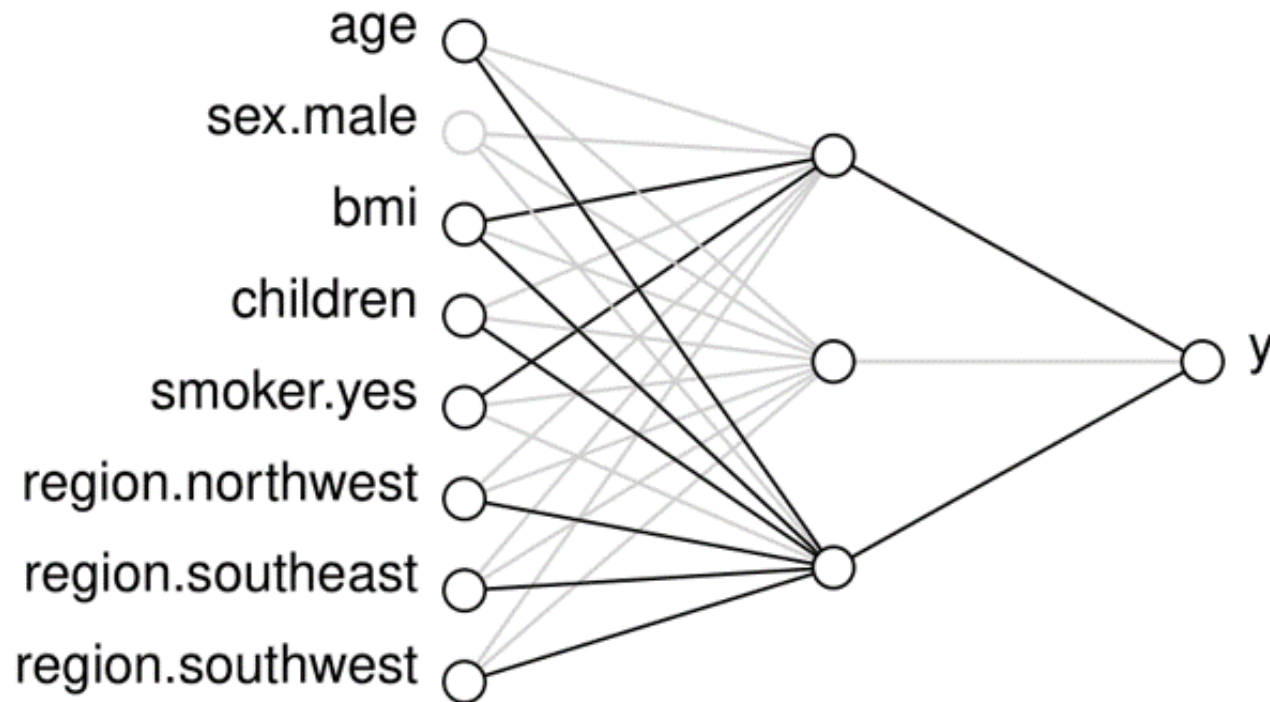 age
sex.male
bmi
children
smoker.yes
region.northwest
region.southeast
region.southwest
y